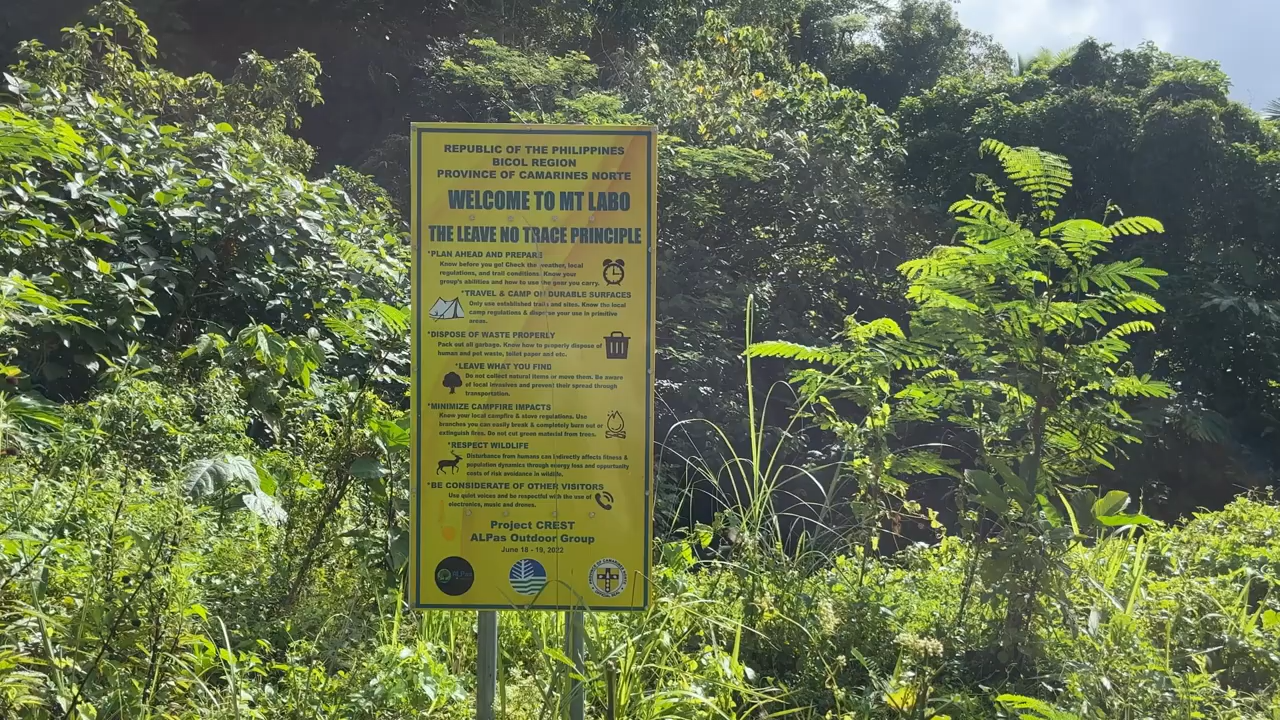 REPUBLIC OF THE PHILIPPINES
BICOL REGION
PROVINCE OF CAMARINES NORTE
WELCOME TO MT LABO
THE LEAVE NO TRACE PRINCIPLE
*PLAN AHEAD AND PREPARE
Know before you go! Check the weather, local
regulations, and trail conditions. Know your
group's abilities and how to use the gear you carry.
*TRAVEL & CAMP ON DURABLE SURFACES
Only use established trails and sites. Know the local
camp regulations & disperse your use in primitive
areas.
*DISPOSE OF WASTE PROPERLY
Pack out all garbage. Know how to properly dispose of
human and pet waste, toilet paper and etc.
*LEAVE WHAT YOU FIND
Do not collect natural items or move them. Be aware
of local invasives and prevent their spread through
transportation.
*MINIMIZE CAMPFIRE IMPACTS
Know your local campfire & stove regulations. Use
branches you can easily break & completely burn out or
extinguish fires. Do not cut green material from trees.
*RESPECT WILDLIFE
Disturbance from humans can indirectly affects fitness &
population dynamics through energy loss and opportunity
costs of risk avoidance in wildlife.
*BE CONSIDERATE OF OTHER VISITORS
Use quiet voices and be respectful with the use of
electronics, music and drones.
Project CREST
ALPas Outdoor Group
June 18 - 19, 2022